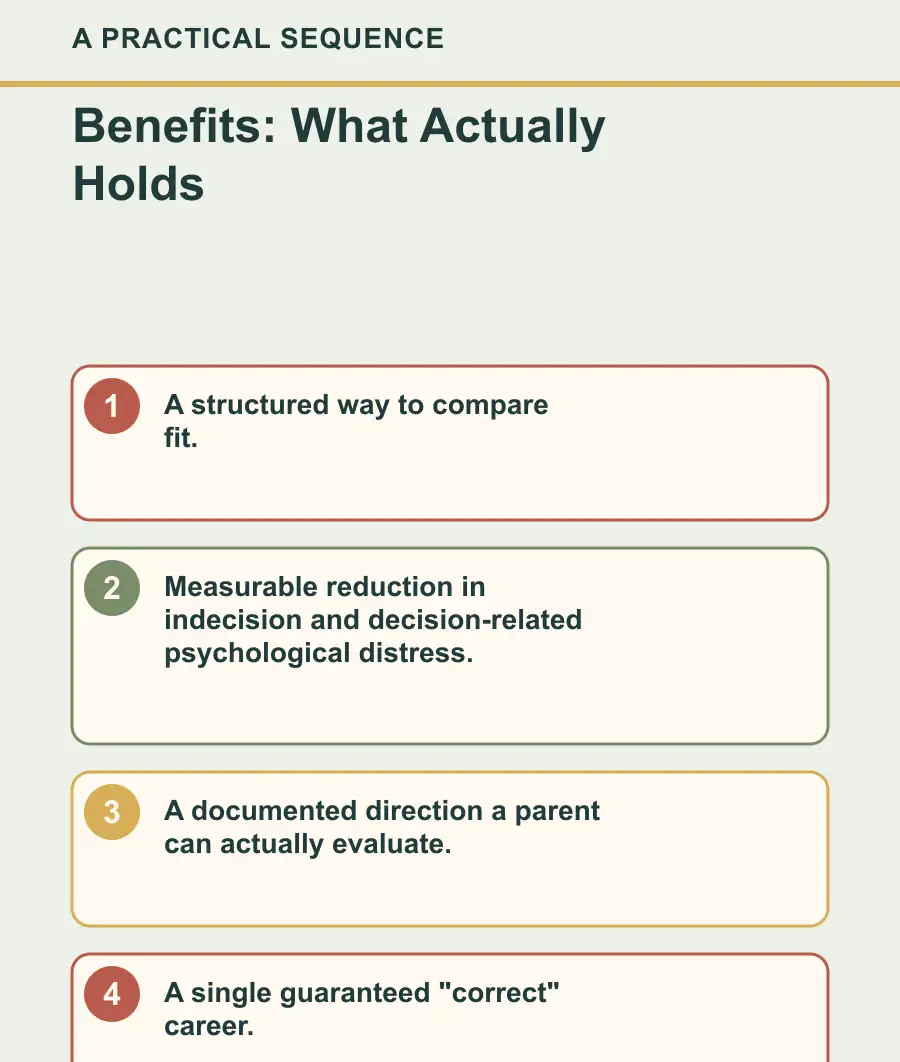 A PRACTICAL SEQUENCE
Benefits: What Actually
Holds
1
A structured way to compare
fit.
2
Measurable reduction in
indecision and decision-related
psychological distress.
3
A documented direction a parent
can actually evaluate.
4
A single guaranteed "correct"
career.